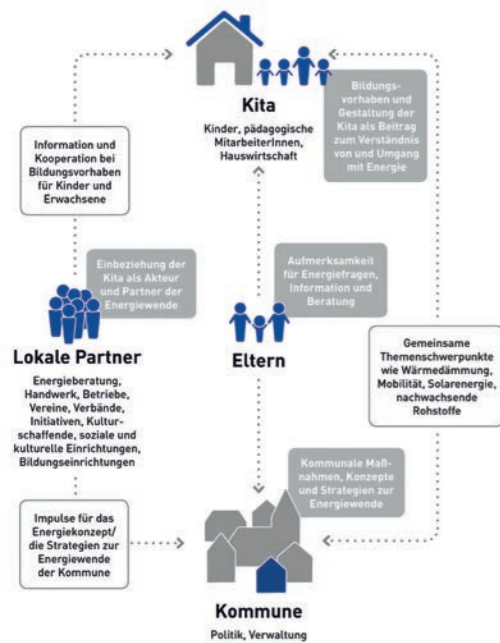 Kita
Kinder, pädagogische
MitarbeiterInnen,
Hauswirtschaft
Bildungs-
vorhaben und
Gestaltung der
Kita als Beitrag
zum Verständnis
von und Umgang
mit Energie
Information und
Kooperation bei
Bildungsvorhaben
für Kinder und
Erwachsene
Einbeziehung der
Kita als Akteur
und Partner der
Energiewende
Aufmerksamkeit
für Energiefragen,
Information und
Beratung
Lokale Partner
Energieberatung,
Handwerk, Betriebe,
Vereine, Verbände,
Initiativen, Kultur-
schaffende, soziale und
kulturelle Einrichtungen,
Bildungseinrichtungen
Eltern
Gemeinsame
Themenschwerpunkte
wie Wärmedämmung,
Mobilität, Solarenergie,
nachwachsende
Rohstoffe
Kommunale Maß-
nahmen, Konzepte
und Strategien zur
Energiewende
Impulse für das
Energiekonzept/
die Strategien zur
Energiewende
der Kommune
Kommune
Politik, Verwaltung